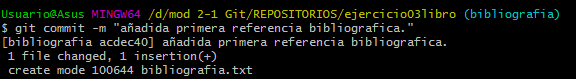 Usuario@Asus MINGW64 /d/mod 2-1 Git/REPOSITORIOS/ejercicio03libro (bibliografia)
$ git commit -m "añadida primera referencia bibliografica."
[bibliografia acdec40] añadida primera referencia bibliografica.
1 file changed, 1 insertion(+)
create mode 100644 bibliografia.txt